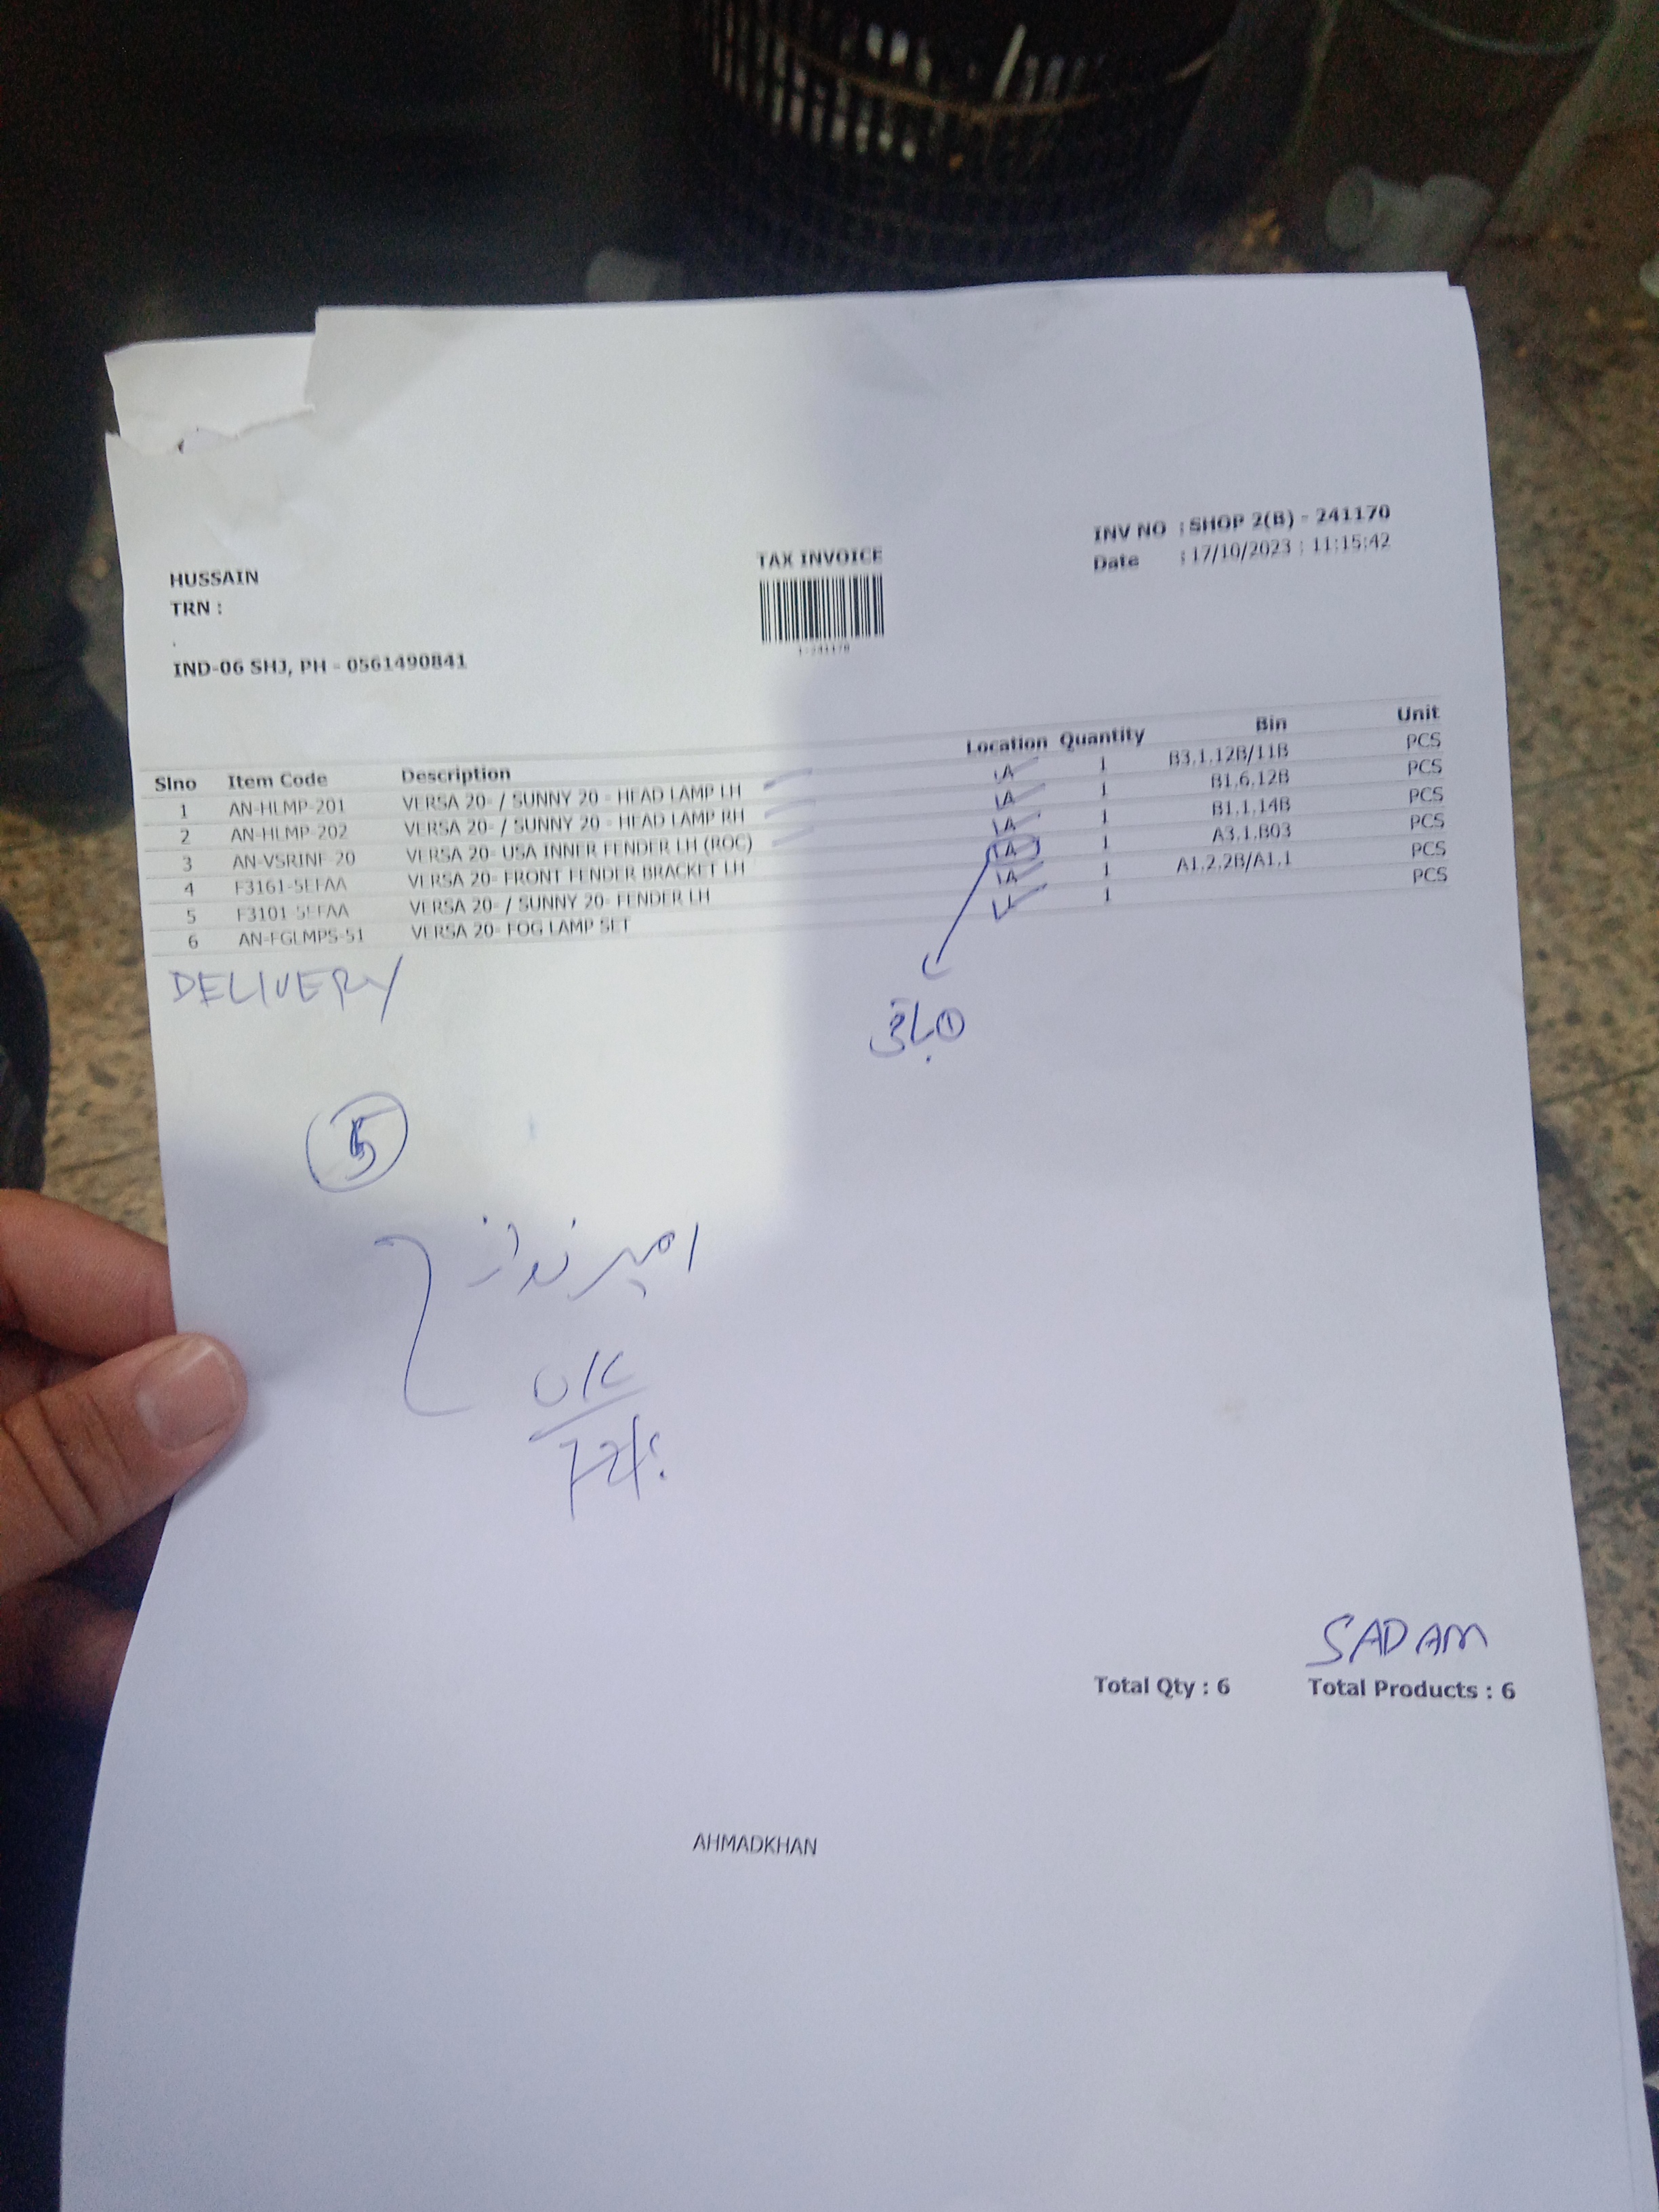 INV NO : SHOP 2(B) - 241170
Date : 17/10/2023 : 11:15:42
TAX INVOICE
1-241170
HUSSAIN
TRN :
.
IND-06 SHJ, PH - 0561490841
Slno Item Code Description Location Quantity Bin Unit
1 AN-HLMP-201 VERSA 20- / SUNNY 20 - HEAD LAMP LH 1A 1 B3.1.12B/11B PCS
2 AN-HLMP-202 VERSA 20- / SUNNY 20 - HEAD LAMP RH 1A 1 B1.6.12B PCS
3 AN-VSRINF-20 VERSA 20- USA INNER FENDER LH (ROC) 1A 1 B1.1.14B PCS
4 F3161-5EFAA VERSA 20- FRONT FENDER BRACKET LH 1A 1 A3.1.B03 PCS
5 F3101-5EFAA VERSA 20- / SUNNY 20- FENDER LH 1A 1 A1.2.2B/A1.1 PCS
6 AN-FGLMPS-51 VERSA 20- FOG LAMP SET 1 PCS
DELIVERY
① باقی
5
امیر نواز
OK
SADAM
Total Qty : 6 Total Products : 6
AHMADKHAN